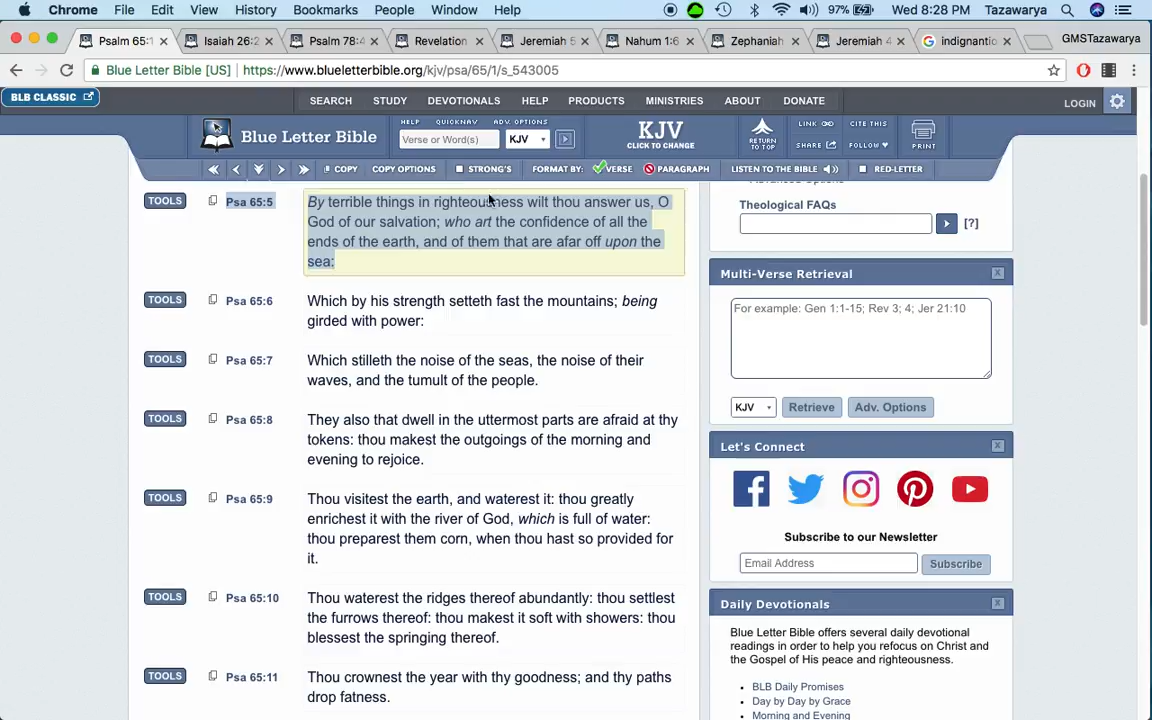 Chrome File Edit View History Bookmarks People Window Help 97% Wed 8:28 PM Tazawarya
Psalm 65:1 Isaiah 26:2 Psalm 78:4 Revelation Jeremiah 5 Nahum 1:6 Zephaniah Jeremiah 4 indignantio GMSTazawarya
Blue Letter Bible [US] https://www.blueletterbible.org/kjv/psa/65/1/s_543005
BLB CLASSIC
SEARCH STUDY DEVOTIONALS HELP PRODUCTS MINISTRIES ABOUT DONATE LOGIN
Blue Letter Bible
HELP QUICKNAV ADV. OPTIONS
Verse or Word(s) KJV
KJV
CLICK TO CHANGE
RETURN TO TOP
LINK CITE THIS
SHARE FOLLOW
PRINT
COPY COPY OPTIONS STRONG'S FORMAT BY: VERSE PARAGRAPH LISTEN TO THE BIBLE RED-LETTER
TOOLS Psa 65:5 By terrible things in righteousness wilt thou answer us, O
God of our salvation; who art the confidence of all the
ends of the earth, and of them that are afar off upon the
sea:
TOOLS Psa 65:6 Which by his strength setteth fast the mountains; being
girded with power:
TOOLS Psa 65:7 Which stilleth the noise of the seas, the noise of their
waves, and the tumult of the people.
TOOLS Psa 65:8 They also that dwell in the uttermost parts are afraid at thy
tokens: thou makest the outgoings of the morning and
evening to rejoice.
TOOLS Psa 65:9 Thou visitest the earth, and waterest it: thou greatly
enrichest it with the river of God, which is full of water:
thou preparest them corn, when thou hast so provided for
it.
TOOLS Psa 65:10 Thou waterest the ridges thereof abundantly: thou settlest
the furrows thereof: thou makest it soft with showers: thou
blessest the springing thereof.
TOOLS Psa 65:11 Thou crownest the year with thy goodness; and thy paths
drop fatness.
Theological FAQs
[?]
Multi-Verse Retrieval
For example: Gen 1:1-15; Rev 3; 4; Jer 21:10
KJV Retrieve Adv. Options
Let's Connect
Subscribe to our Newsletter
Email Address Subscribe
Daily Devotionals
Blue Letter Bible offers several daily devotional
readings in order to help you refocus on Christ and
the Gospel of His peace and righteousness.
BLB Daily Promises
Day by Day by Grace
Morning and Evening